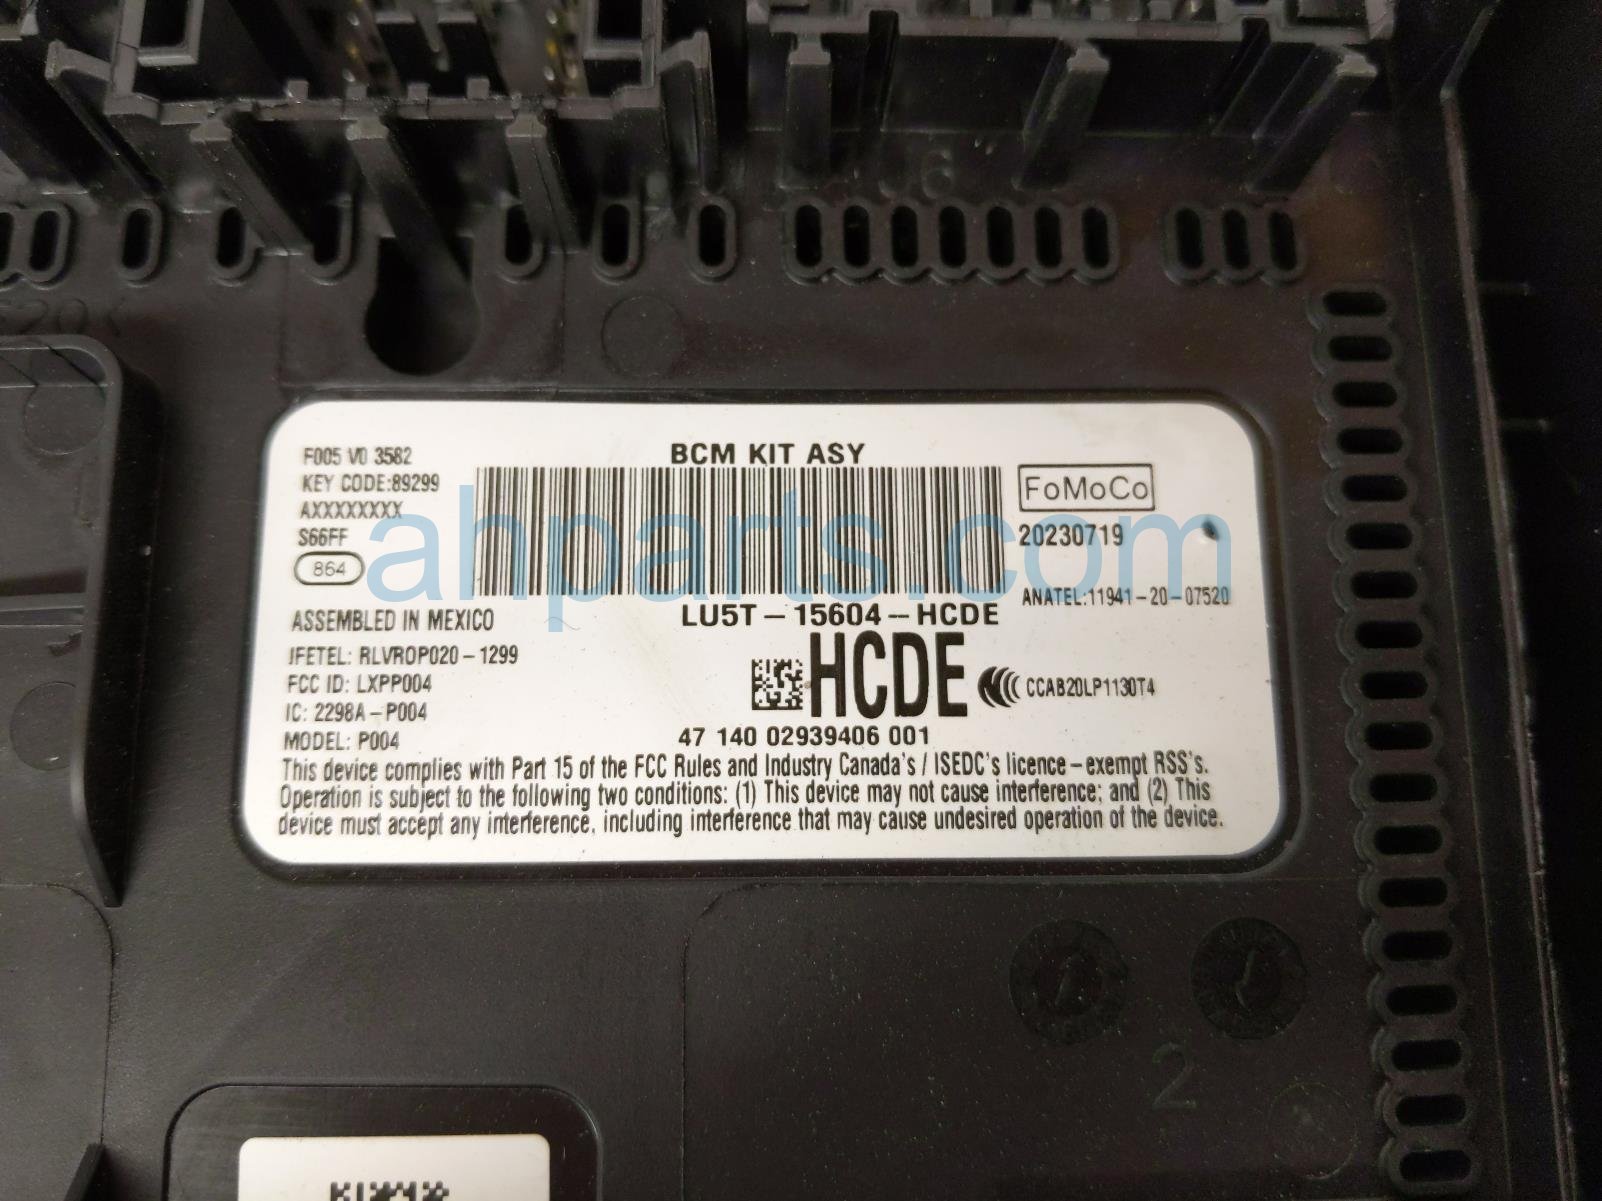 F005 V0 3582
KEY CODE:89299
AXXXXXXXX
S66FF
864
ASSEMBLED IN MEXICO
IFETEL: RLVROP020-1299
FCC ID: LXPP004
IC: 2298A-P004
MODEL: P004
BCM KIT ASY
LU5T-15604-HCDE
HCDE
47 140 02939406 001
FoMoCo
20230719
ANATEL:11941-20-07520
CCAB20LP1130T4
This device complies with Part 15 of the FCC Rules and Industry Canada's / ISEDC's licence-exempt RSS's.
Operation is subject to the following two conditions: (1) This device may not cause interference; and (2) This
device must accept any interference, including interference that may cause undesired operation of the device.
ahparts.com
2